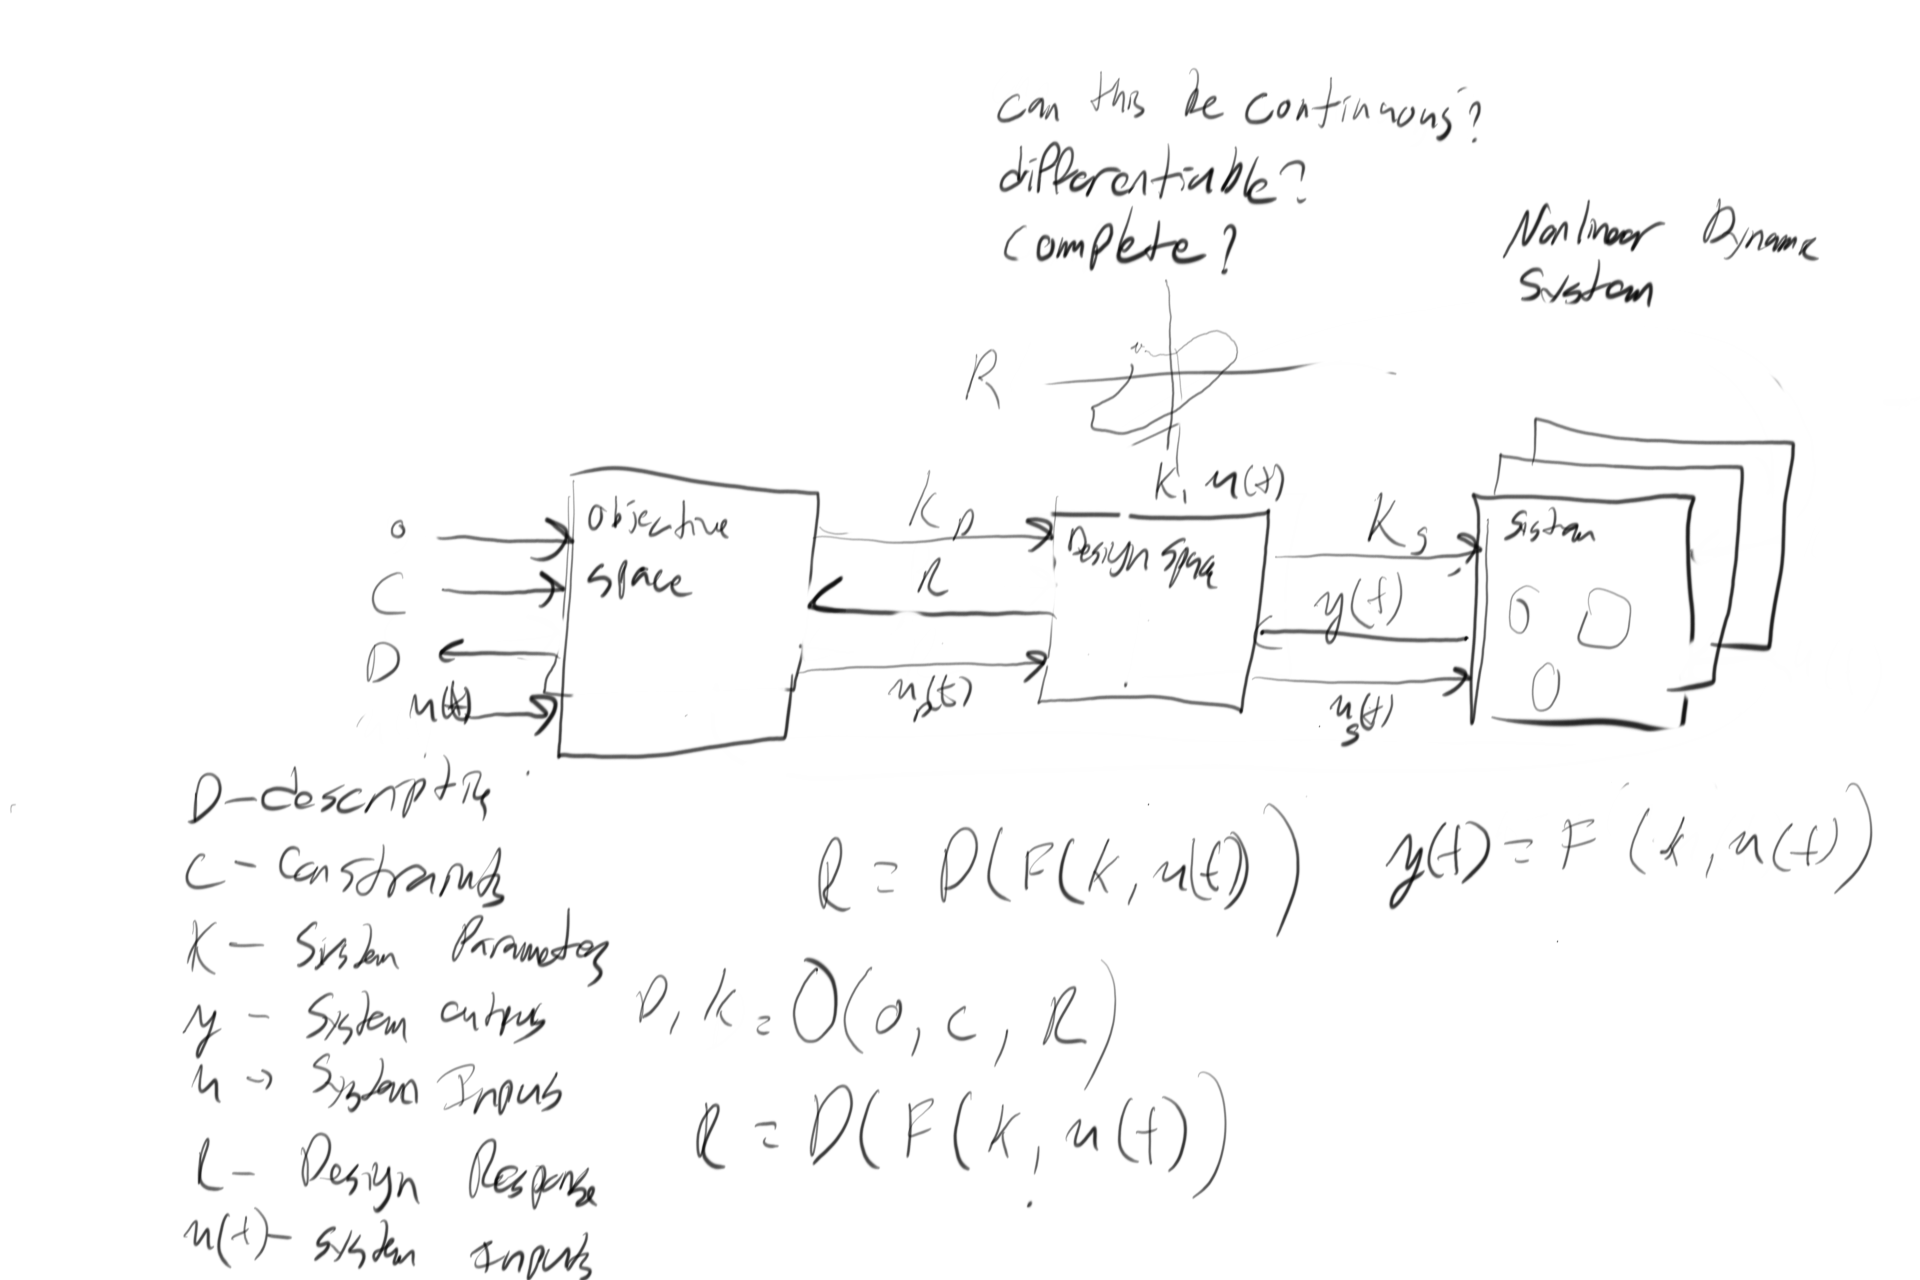 can this be continuous?
differentiable?
complete?
Nonlinear Dynamic
System
R
k, u(t)
Objective
space
O
C
D
u(t)
K_D
R
u_D(t)
Design space
K_S
y(t)
u_S(t)
System
D - descriptive
C - Constraints
K - System Parameters
y - System outputs
u -> System Inputs
R - Design Response
u(t) - system inputs
R = D(F(k, u(t)))
y(t) = F(k, u(t))
D, k = O(o, c, R)
R = D(F(k, u(t)))